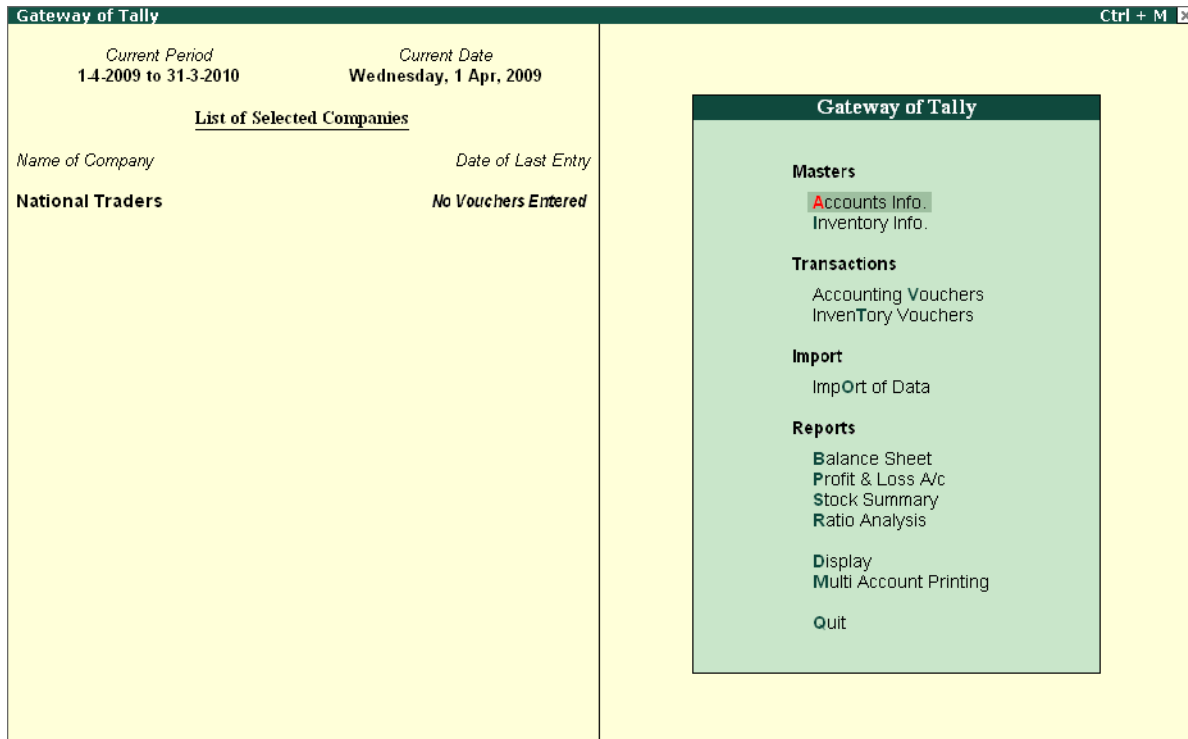 Gateway of Tally Ctrl + M
Current Period Current Date
1-4-2009 to 31-3-2010 Wednesday, 1 Apr, 2009
List of Selected Companies
Name of Company Date of Last Entry
National Traders No Vouchers Entered
Gateway of Tally
Masters
Accounts Info.
Inventory Info.
Transactions
Accounting Vouchers
InvenTory Vouchers
Import
ImpOrt of Data
Reports
Balance Sheet
Profit & Loss A/c
Stock Summary
Ratio Analysis
Display
Multi Account Printing
Quit